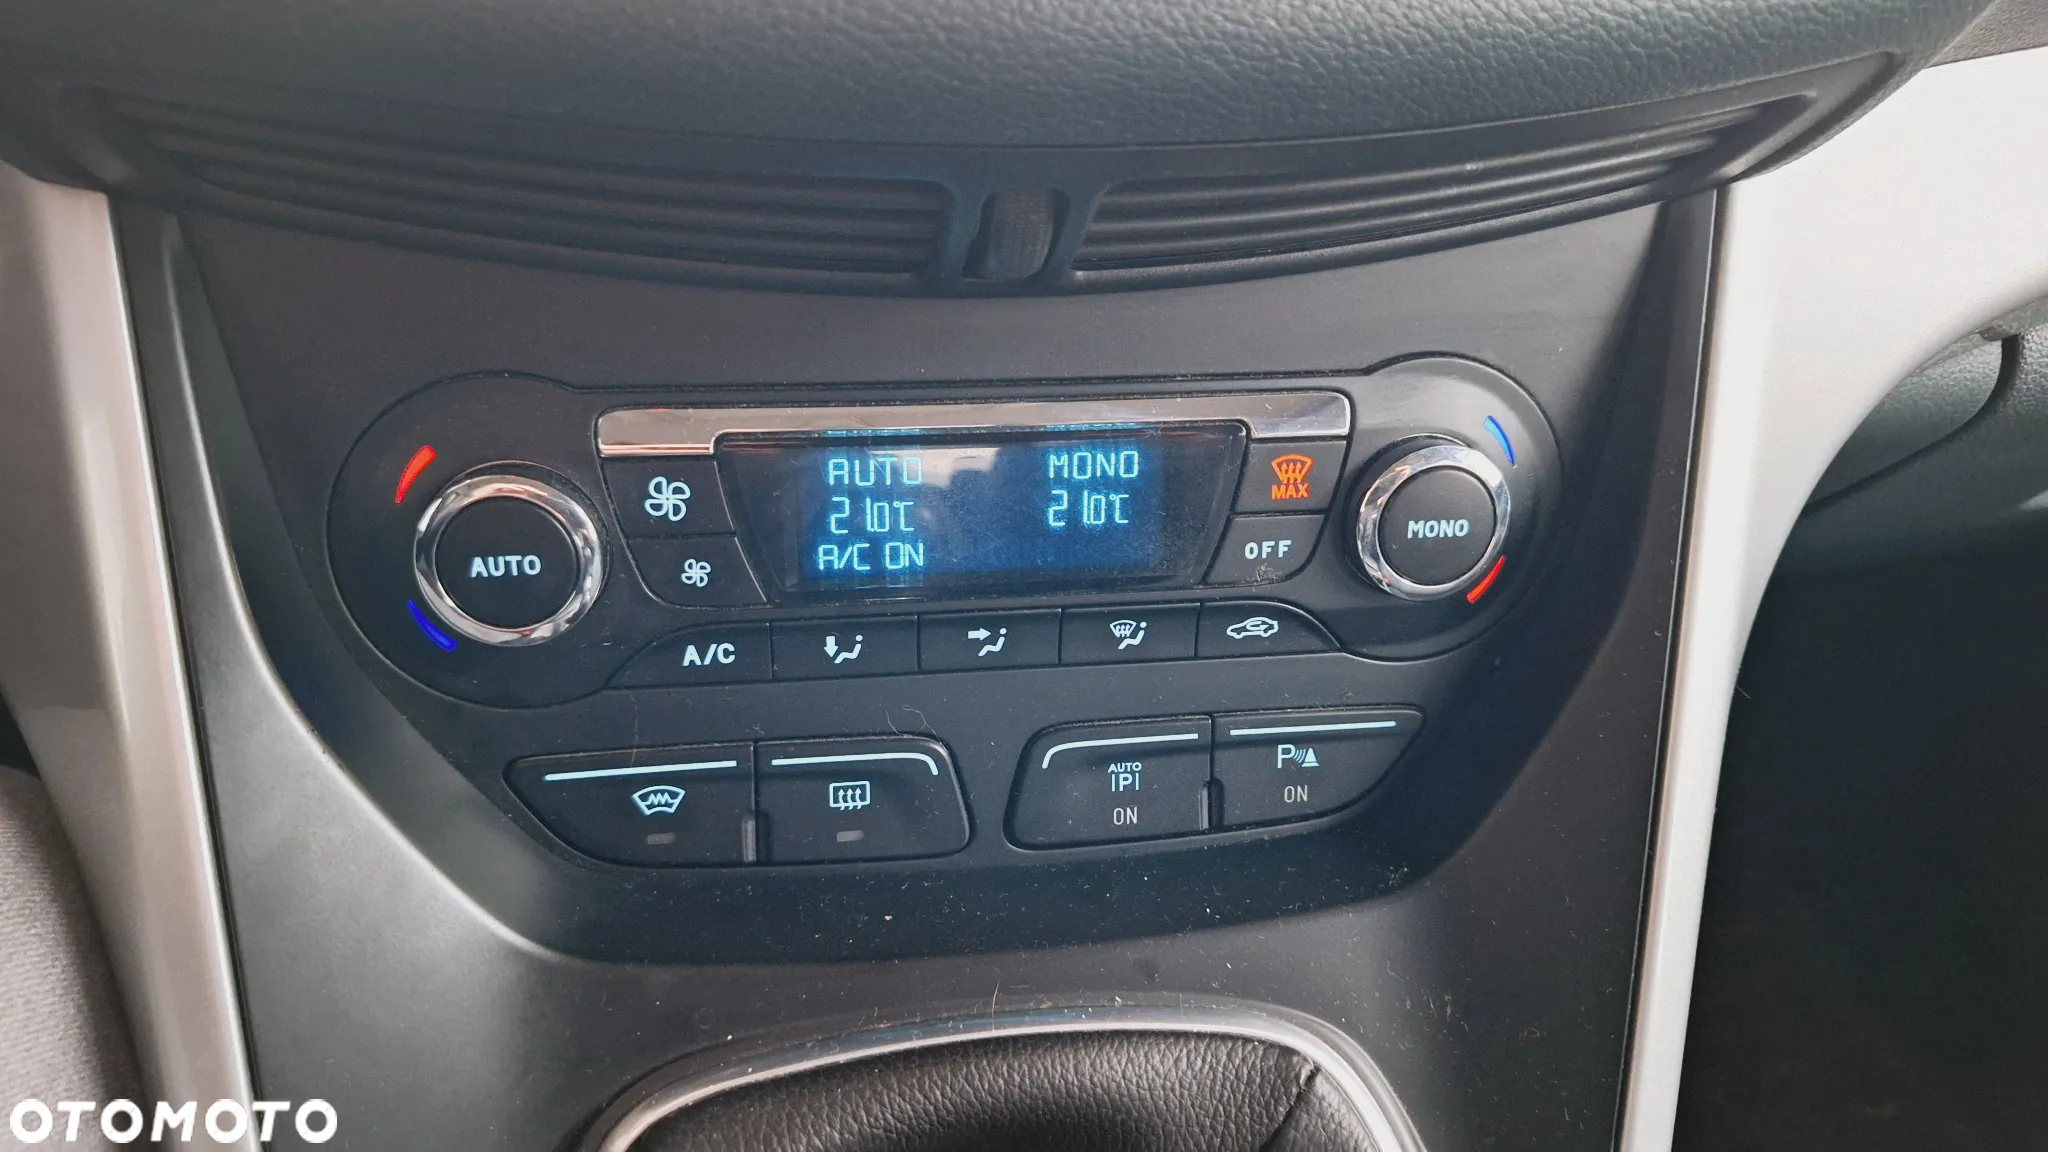 AUTO MONO
21.0°C 21.0°C
A/C ON
MAX
AUTO
MONO
OFF
A/C
AUTO
P
ON
P
ON
OTOMOTO